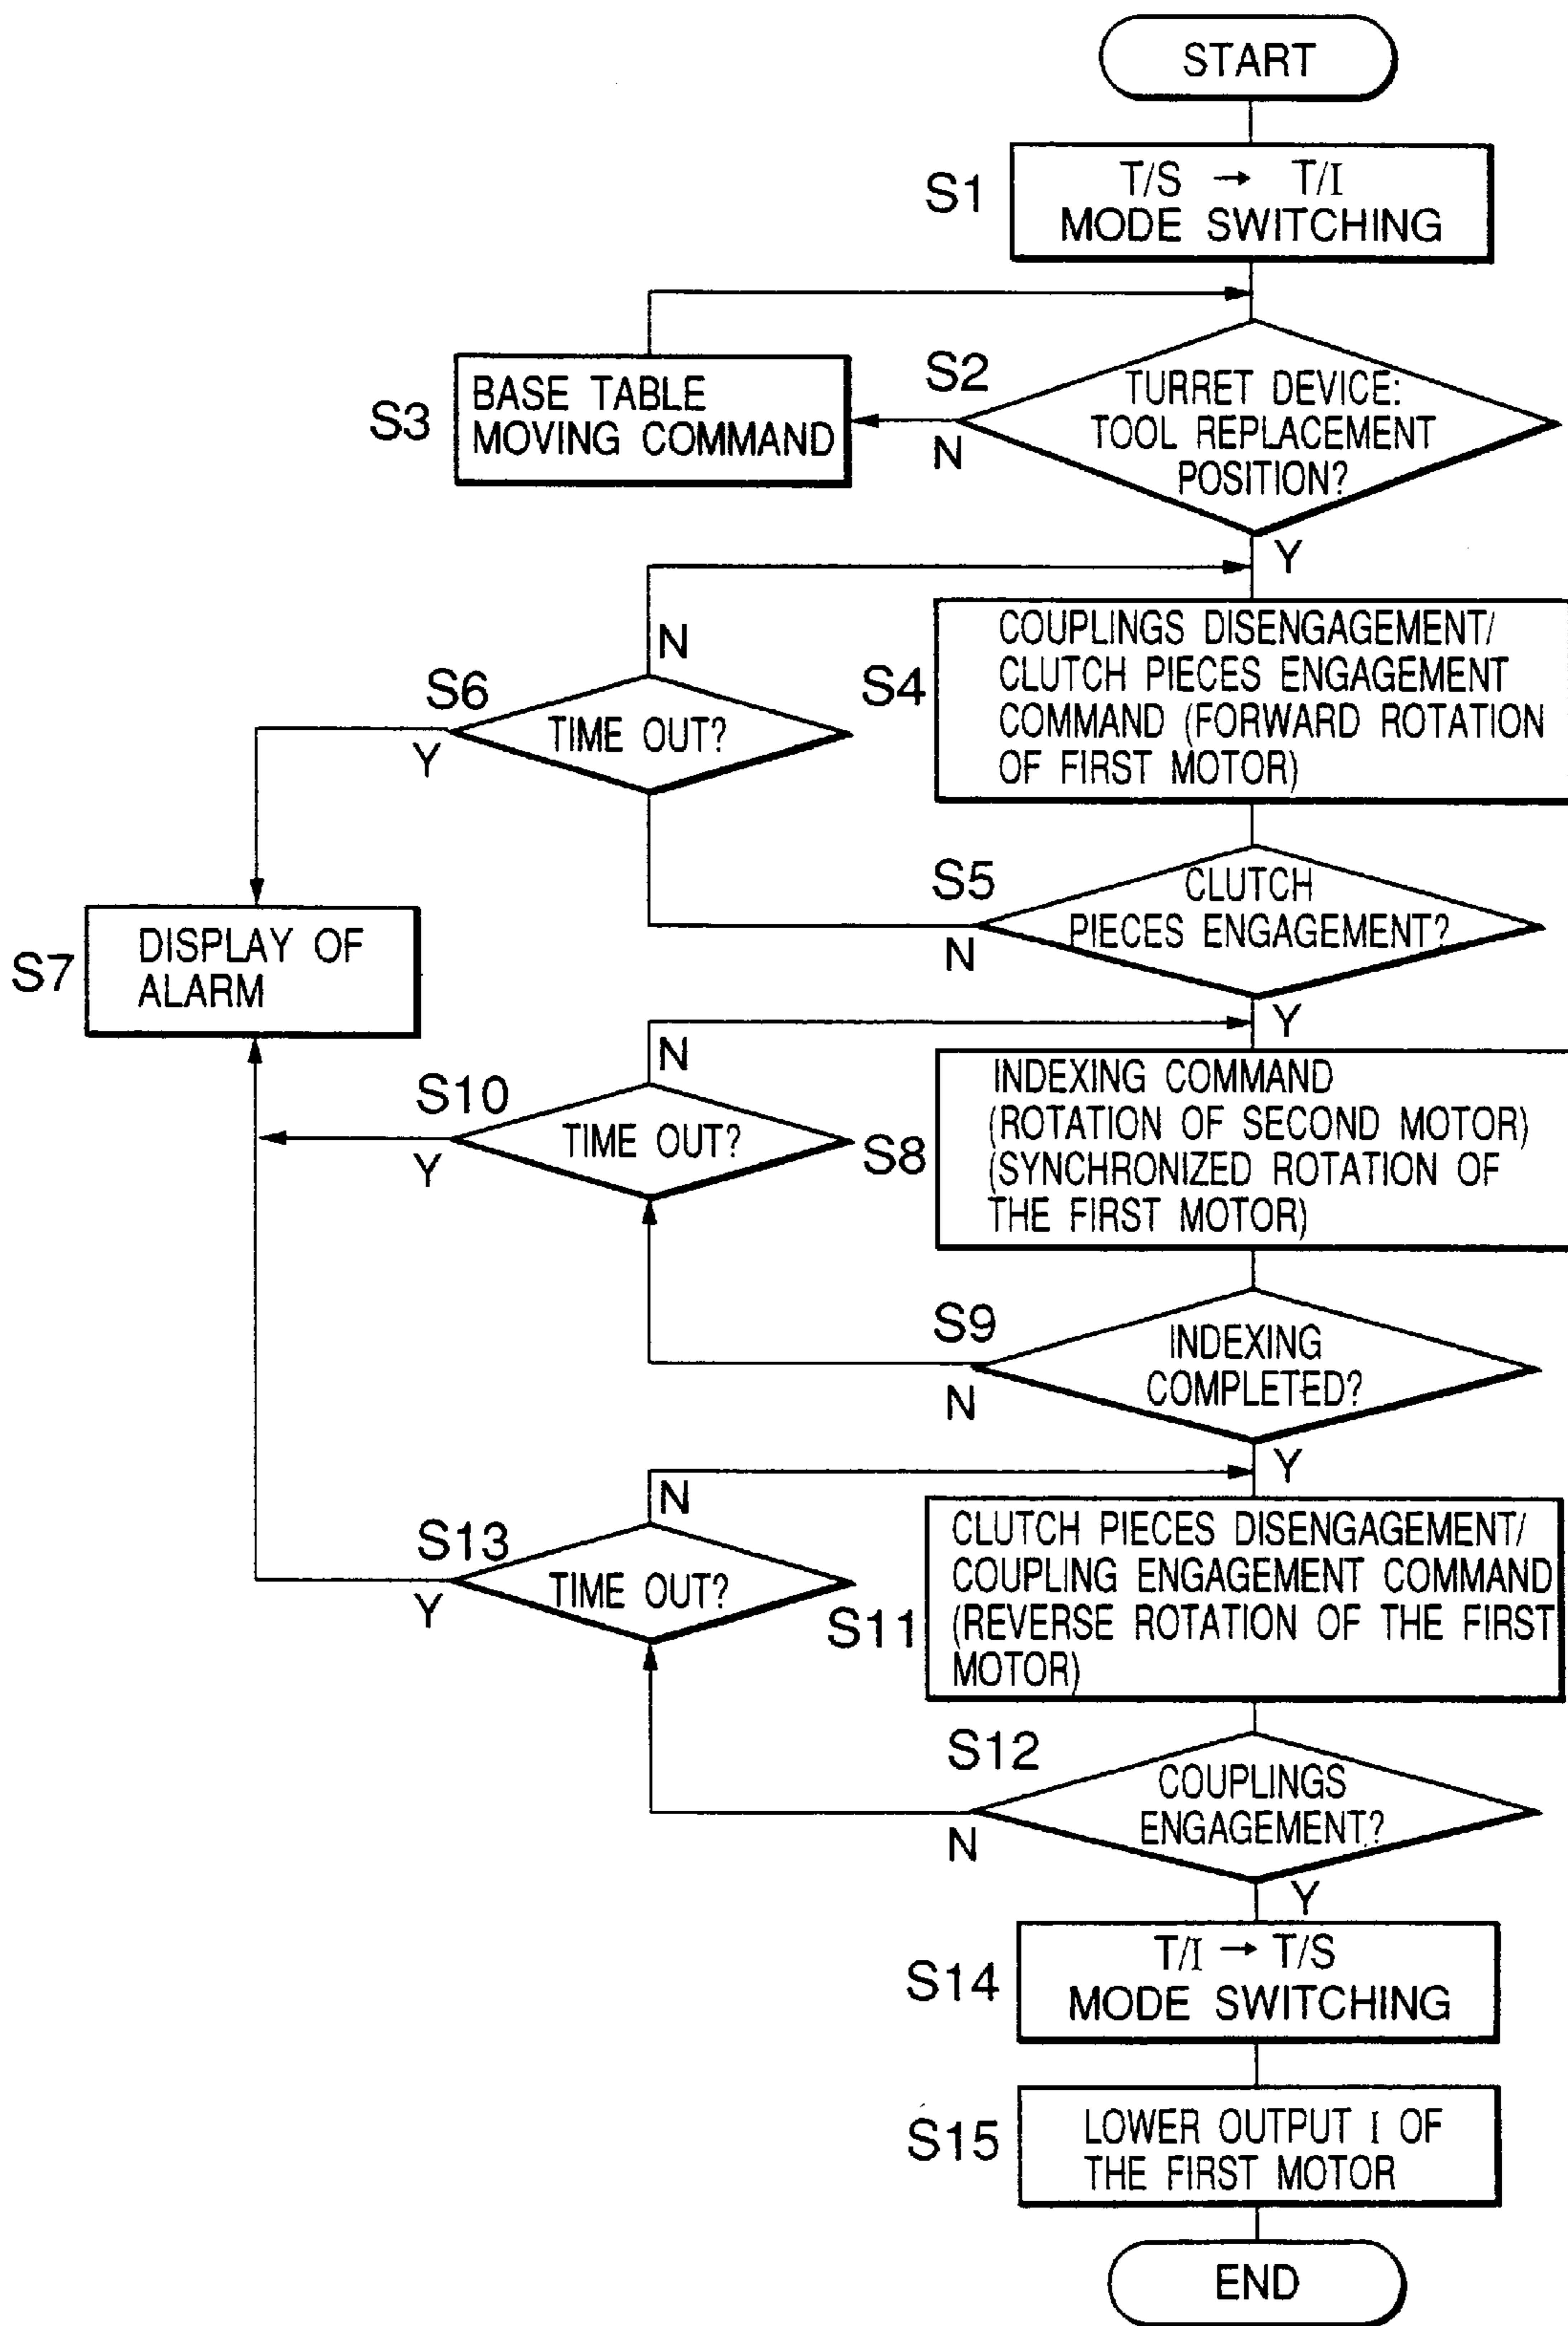 START
S1
T/S → T/I
MODE SWITCHING
S2
TURRET DEVICE:
TOOL REPLACEMENT
POSITION?
N
Y
S3
BASE TABLE
MOVING COMMAND
S4
COUPLINGS DISENGAGEMENT/
CLUTCH PIECES ENGAGEMENT
COMMAND (FORWARD ROTATION
OF FIRST MOTOR)
S5
CLUTCH
PIECES ENGAGEMENT?
N
Y
S6
TIME OUT?
N
Y
S7
DISPLAY OF
ALARM
S8
INDEXING COMMAND
(ROTATION OF SECOND MOTOR)
(SYNCHRONIZED ROTATION OF
THE FIRST MOTOR)
S9
INDEXING
COMPLETED?
N
Y
S10
TIME OUT?
N
Y
S11
CLUTCH PIECES DISENGAGEMENT/
COUPLING ENGAGEMENT COMMAND
(REVERSE ROTATION OF THE FIRST
MOTOR)
S12
COUPLINGS
ENGAGEMENT?
N
Y
S13
TIME OUT?
N
Y
S14
T/I → T/S
MODE SWITCHING
S15
LOWER OUTPUT I OF
THE FIRST MOTOR
END